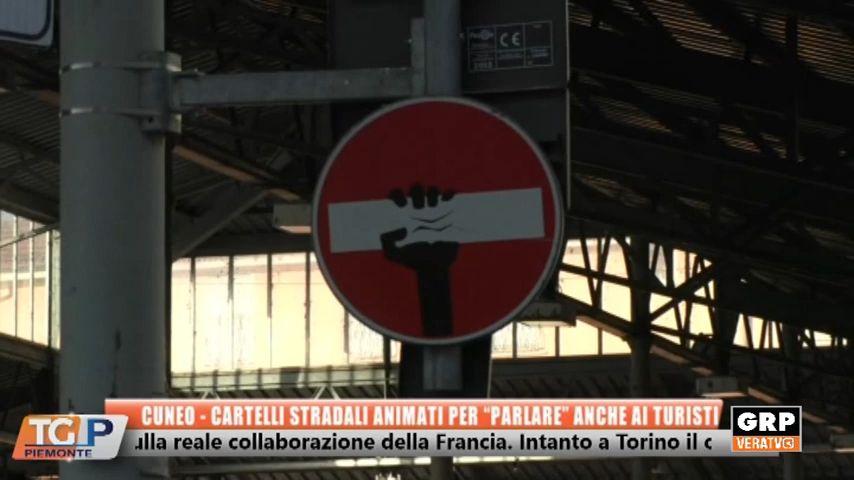 CE
2013
CUNEO - CARTELLI STRADALI ANIMATI PER “PARLARE” ANCHE AI TURISTI
TGP
PIEMONTE
ulla reale collaborazione della Francia. Intanto a Torino il c
GRP
VERATV